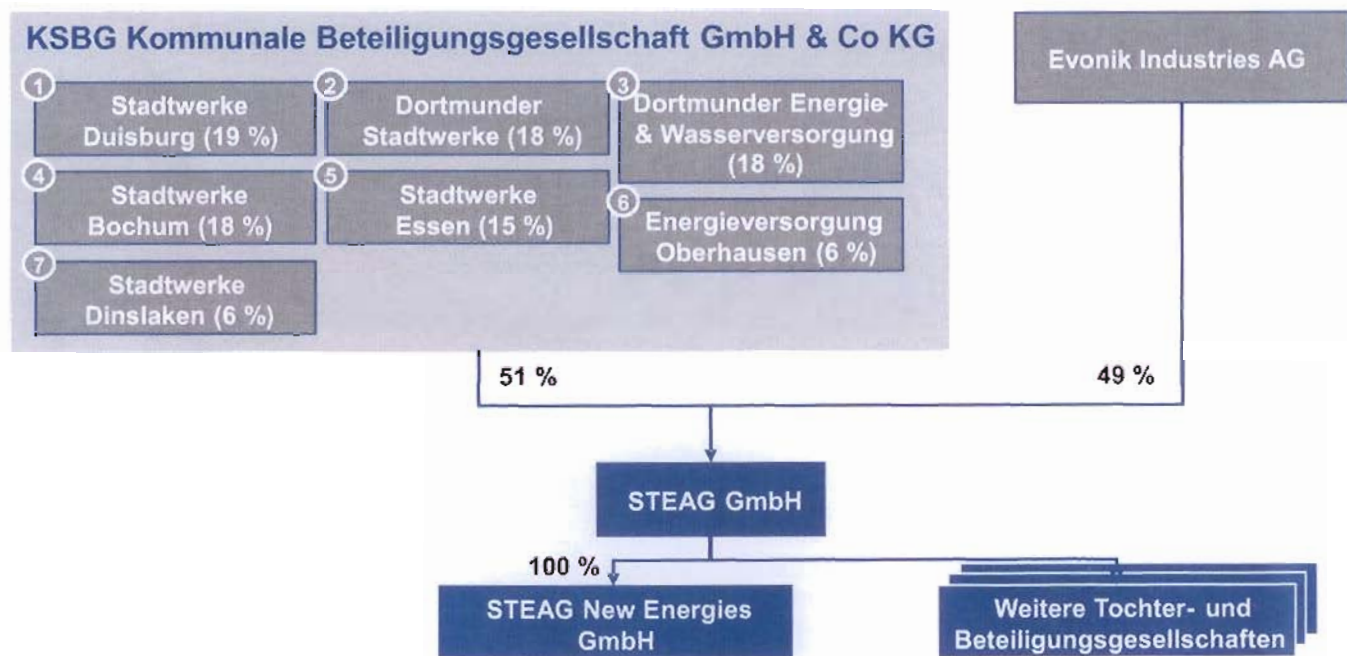 KSBG Kommunale Beteiligungsgesellschaft GmbH & Co KG
Evonik Industries AG
1
Stadtwerke
Duisburg (19 %)
2
Dortmunder
Stadtwerke (18 %)
3
Dortmunder Energie-
& Wasserversorgung
(18 %)
4
Stadtwerke
Bochum (18 %)
5
Stadtwerke
Essen (15 %)
6
Energieversorgung
Oberhausen (6 %)
7
Stadtwerke
Dinslaken (6 %)
51 %
49 %
STEAG GmbH
100 %
STEAG New Energies
GmbH
Weitere Tochter- und
Beteiligungsgesellschaften